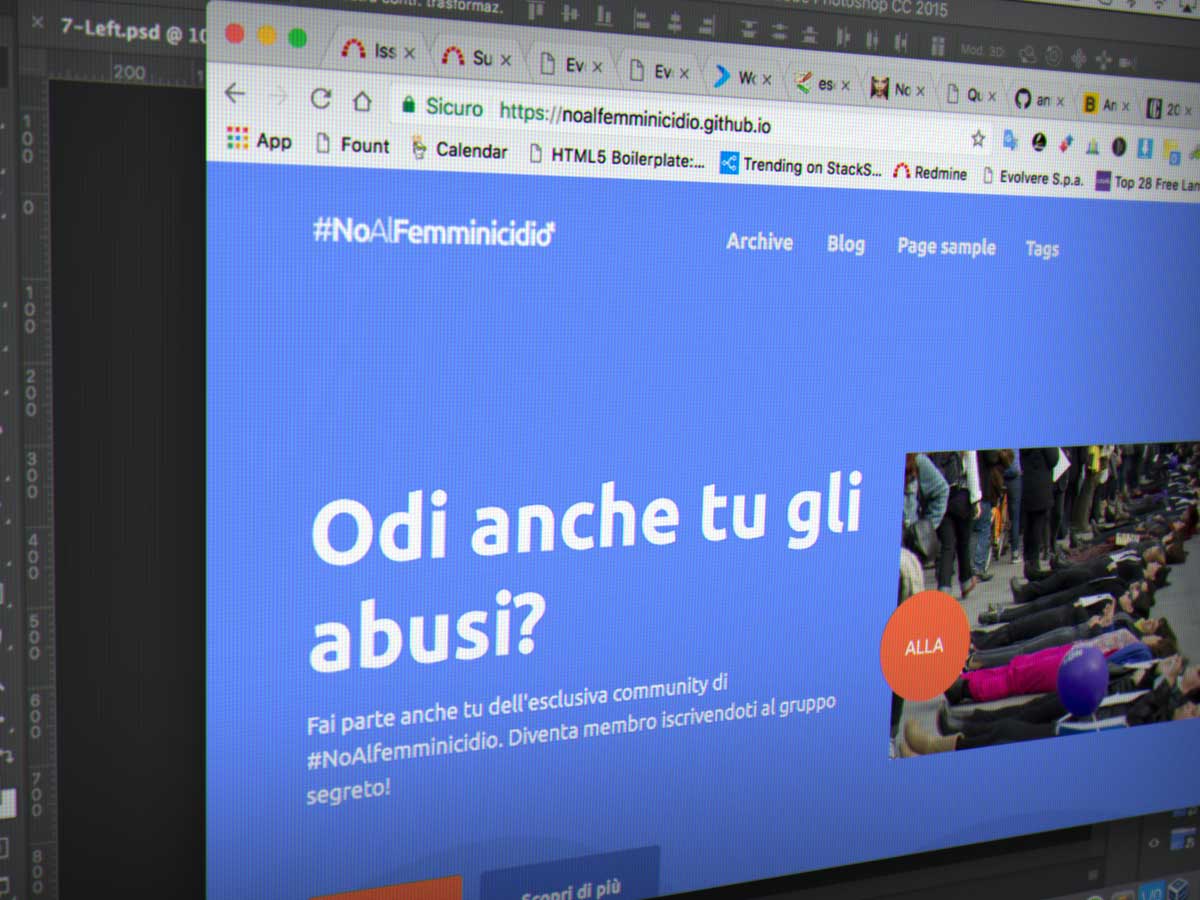 contr. trasformaz.
Photoshop CC 2015
7-Left.psd @ 10
Mod. 3D:
200
Iss
Su
Ev
Ev
Wo
es
No
Qu
an
An
20
Sicuro https://noalfemminicidio.github.io
App
Fount
Calendar
HTML5 Boilerplate:...
Trending on StackS...
Redmine
Evolvere S.p.a.
Top 28 Free Lan
#NoAlFemminicidio
Archive
Blog
Page sample
Tags
Odi anche tu gli
abusi?
ALLA
Fai parte anche tu dell'esclusiva community di
#NoAlfemminicidio. Diventa membro iscrivendoti al gruppo
segreto!
Scopri di più
100
0
100
200
300
400
500
600
700
800